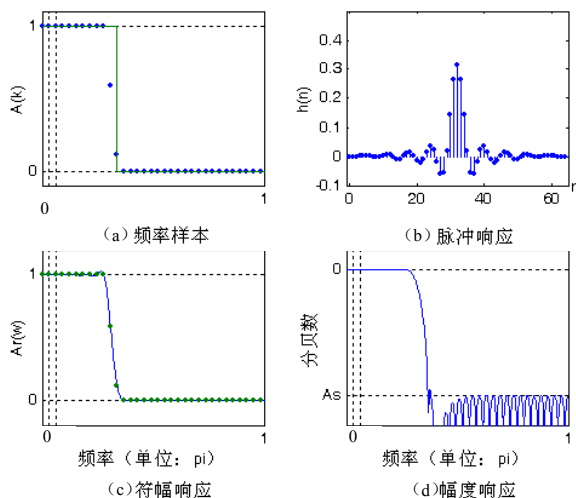 1
A(k)
0
0
1
（a）频率样本
0.4
0.3
0.2
0.1
0
-0.1
h(n)
0
20
40
60
n
（b）脉冲响应
1
Ar(w)
0
0
1
频率（单位：pi）
（c）符幅响应
0
分贝数
As
0
1
频率（单位：pi）
（d）幅度响应